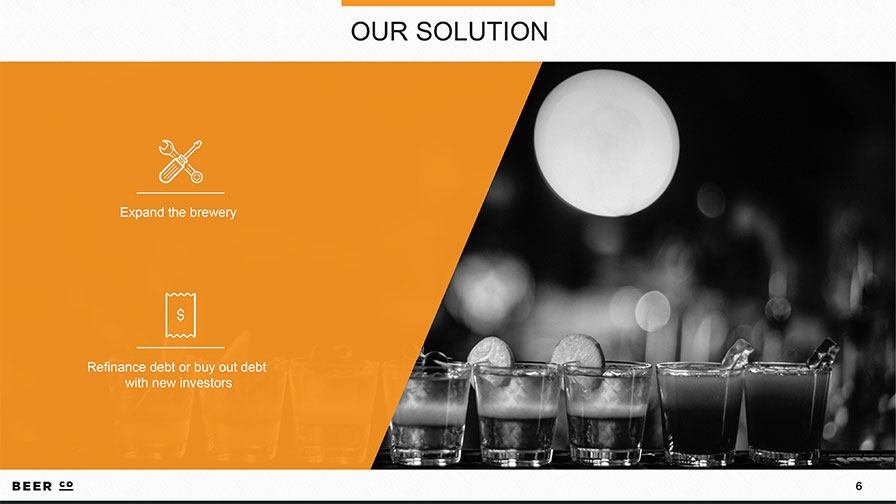 OUR SOLUTION
Expand the brewery
$
Refinance debt or buy out debt
with new investors
BEER CO
6